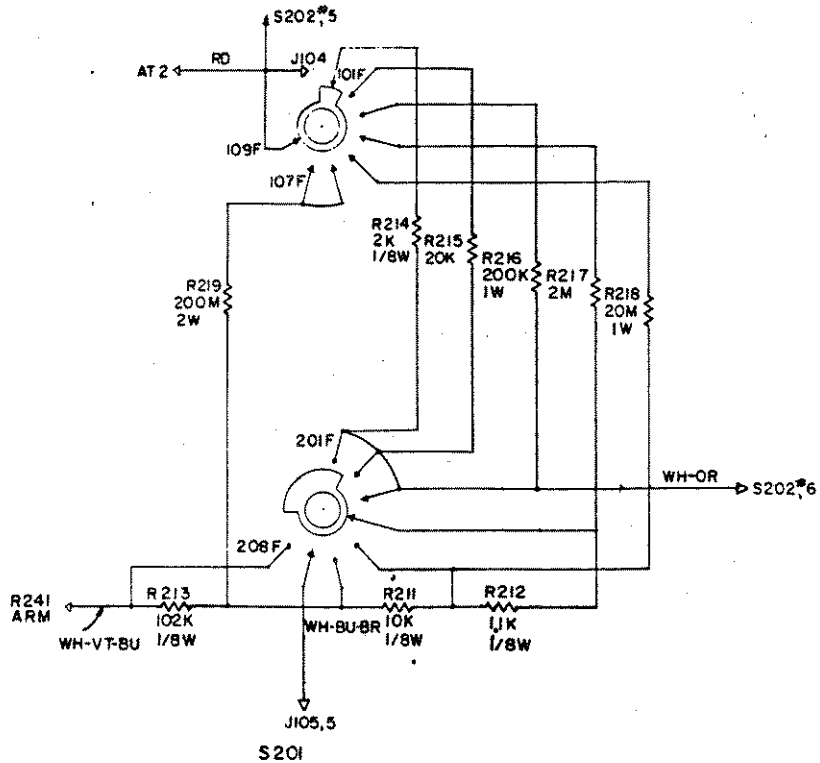 S202,#5
RD
J104
AT2
101F
109F
107F
R214
2K
1/8W
R215
20K
R216
200K
1W
R217
2M
R218
20M
1W
R219
200M
2W
201F
WH-OR
S202,#6
208F
R241
ARM
R213
102K
1/8W
WH-VT-BU
WH-BU-BR
R211
10K
1/8W
R212
1.1K
1/8W
J105,5
S201